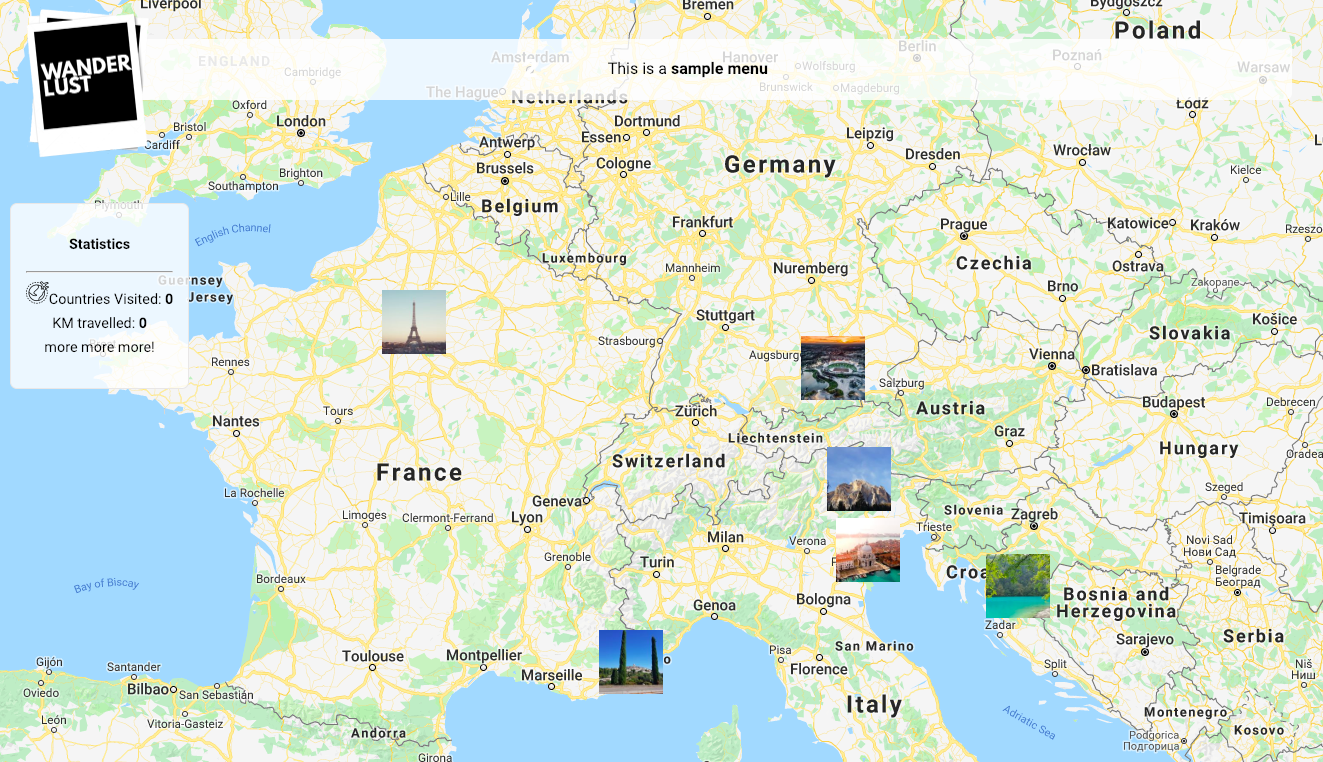 Liverpool
Bremen
Bydgoszcz
Poland
Amsterdam
Hanover
Berlin
Poznań
ENGLAND
Cambridge
This is a sample menu
Wolfsburg
Warsaw
WANDER
LUST
The Hague
Netherlands
Brunswick
Magdeburg
Oxford
Łódź
Bristol
London
Dortmund
Essen
Leipzig
Cardiff
Antwerp
Cologne
Germany
Dresden
Wrocław
Brighton
Brussels
Kielce
Southampton
Lille
Belgium
Plymouth
English Channel
Frankfurt
Prague
Katowice
Kraków
Rzeszo
Statistics
Luxembourg
Mannheim
Nuremberg
Czechia
Ostrava
Guernsey
Zakopane
Jersey
Brno
Countries Visited: 0
KM travelled: 0
more more more!
Stuttgart
Slovakia
Košice
Strasbourg
Augsburg
Vienna
Rennes
Bratislava
Salzburg
Nantes
Tours
Zürich
Austria
Budapest
Debrecen
Liechtenstein
Graz
Hungary
Oradea
France
Switzerland
La Rochelle
Geneva
Szeged
Limoges
Clermont-Ferrand
Lyon
Slovenia
Zagreb
Timișoara
Milan
Verona
Trieste
Novi Sad
Нови Сад
Grenoble
Turin
Croa
Belgrade
Београд
Bay of Biscay
Bordeaux
Genoa
Bologna
Bosnia and
Herzegovina
Zadar
Serbia
Toulouse
Montpellier
Pisa
San Marino
Sarajevo
Gijón
Santander
Marseille
Florence
Split
Niš
Ниш
Oviedo
Bilbao
San Sebastián
Italy
León
Vitoria-Gasteiz
Adriatic Sea
Montenegro
Andorra
Podgorica
Подгорица
Kosovo
Girona